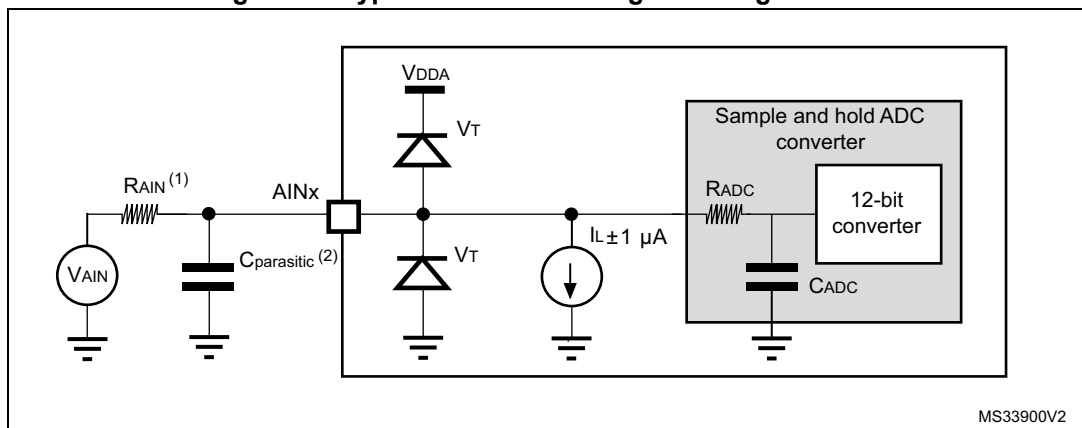 VDDA
Sample and hold ADC
converter
VT
RAIN (1)
AINx
RADC
12-bit
converter
IL±1 µA
VT
Cparasitic (2)
VAIN
CADC
MS33900V2